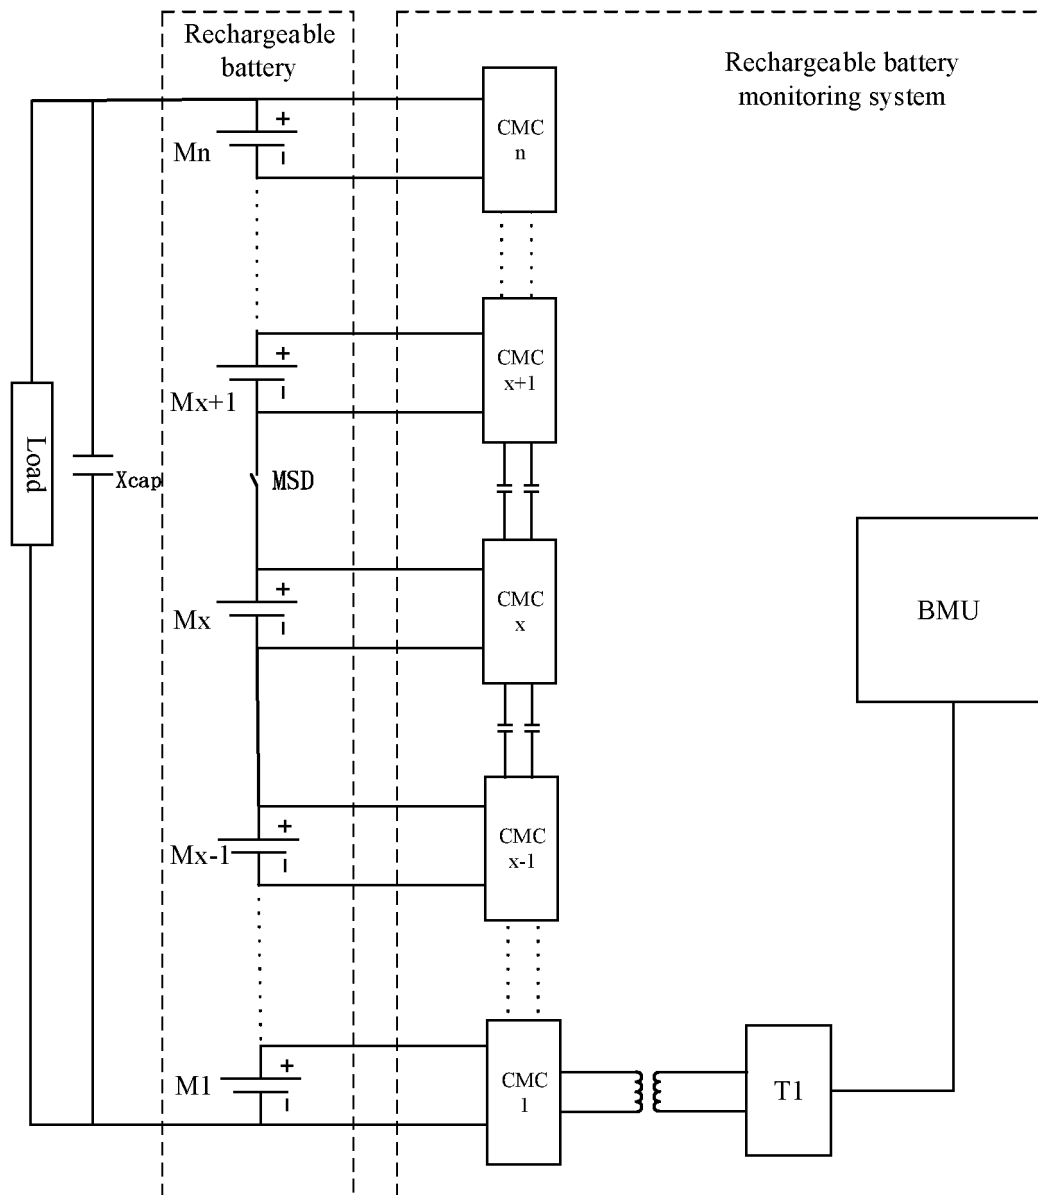 Rechargeable
battery
Rechargeable battery
monitoring system
CMC
n
+
Mn
CMC
x+1
+
Mx+1
Load
Xcap
MSD
CMC
x
+
Mx
BMU
CMC
x-1
+
Mx-1
CMC
1
+
M1
T1